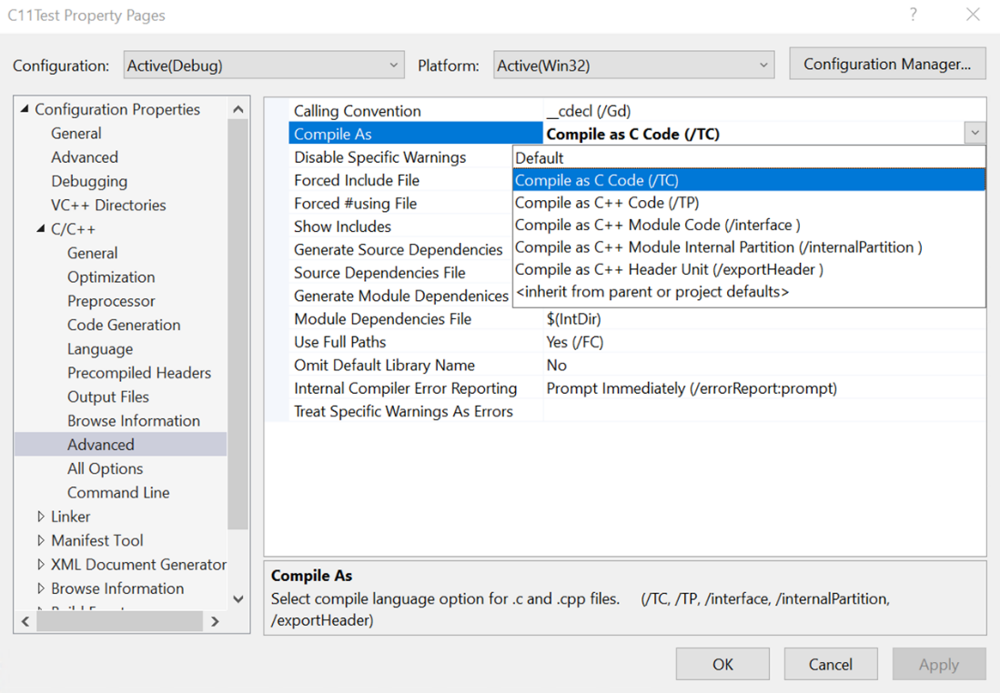 C11Test Property Pages
Configuration: Active(Debug) Platform: Active(Win32) Configuration Manager...
Configuration Properties
General
Advanced
Debugging
VC++ Directories
C/C++
General
Optimization
Preprocessor
Code Generation
Language
Precompiled Headers
Output Files
Browse Information
Advanced
All Options
Command Line
Linker
Manifest Tool
XML Document Generator
Browse Information
Calling Convention __cdecl (/Gd)
Compile As Compile as C Code (/TC)
Disable Specific Warnings
Forced Include File
Forced #using File
Show Includes
Generate Source Dependencies
Source Dependencies File
Generate Module Dependenices
Module Dependencies File $(IntDir)
Use Full Paths Yes (/FC)
Omit Default Library Name No
Internal Compiler Error Reporting Prompt Immediately (/errorReport:prompt)
Treat Specific Warnings As Errors
Default
Compile as C Code (/TC)
Compile as C++ Code (/TP)
Compile as C++ Module Code (/interface )
Compile as C++ Module Internal Partition (/internalPartition )
Compile as C++ Header Unit (/exportHeader )
<inherit from parent or project defaults>
Compile As
Select compile language option for .c and .cpp files. (/TC, /TP, /interface, /internalPartition,
/exportHeader)
OK Cancel Apply